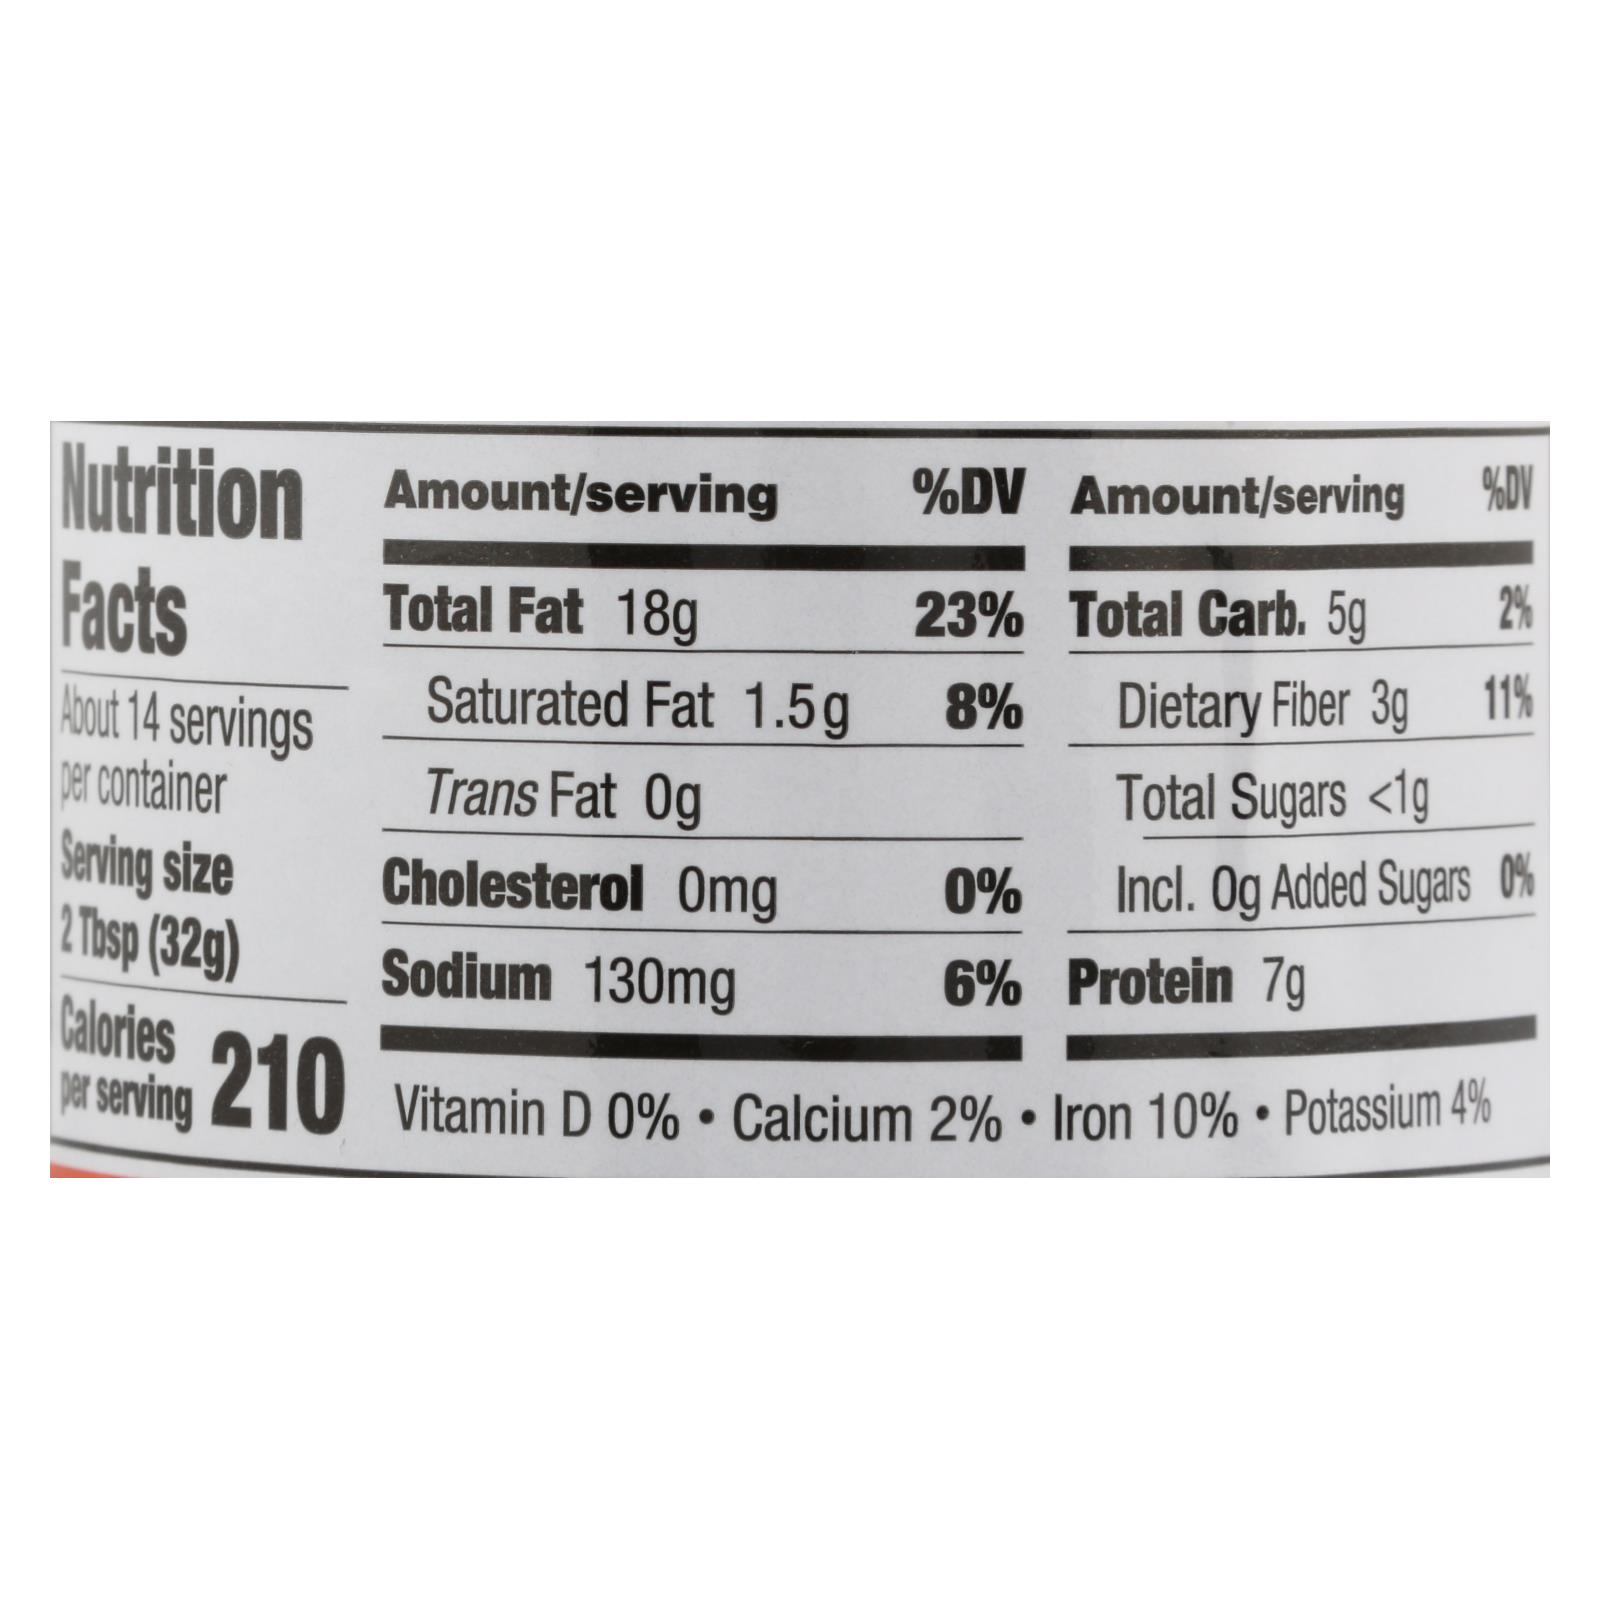 Nutrition
Facts
About 14 servings
per container
Serving size
2 Tbsp (32g)
Calories
per serving 210
Amount/serving %DV
Total Fat 18g 23%
Saturated Fat 1.5g 8%
Trans Fat 0g
Cholesterol 0mg 0%
Sodium 130mg 6%
Amount/serving %DV
Total Carb. 5g 2%
Dietary Fiber 3g 11%
Total Sugars <1g
Incl. 0g Added Sugars 0%
Protein 7g
Vitamin D 0% • Calcium 2% • Iron 10% • Potassium 4%